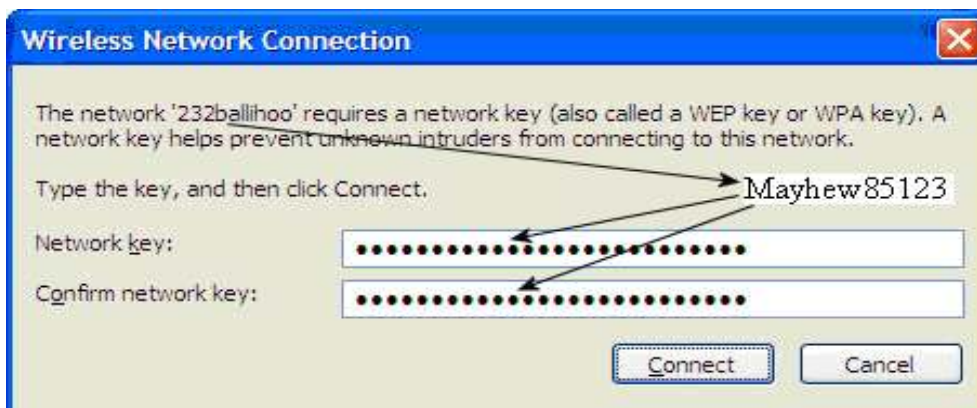 Wireless Network Connection
The network '232ballihoo' requires a network key (also called a WEP key or WPA key). A
network key helps prevent unknown intruders from connecting to this network.
Type the key, and then click Connect.
Mayhew85123
Network key:
Confirm network key:
Connect
Cancel